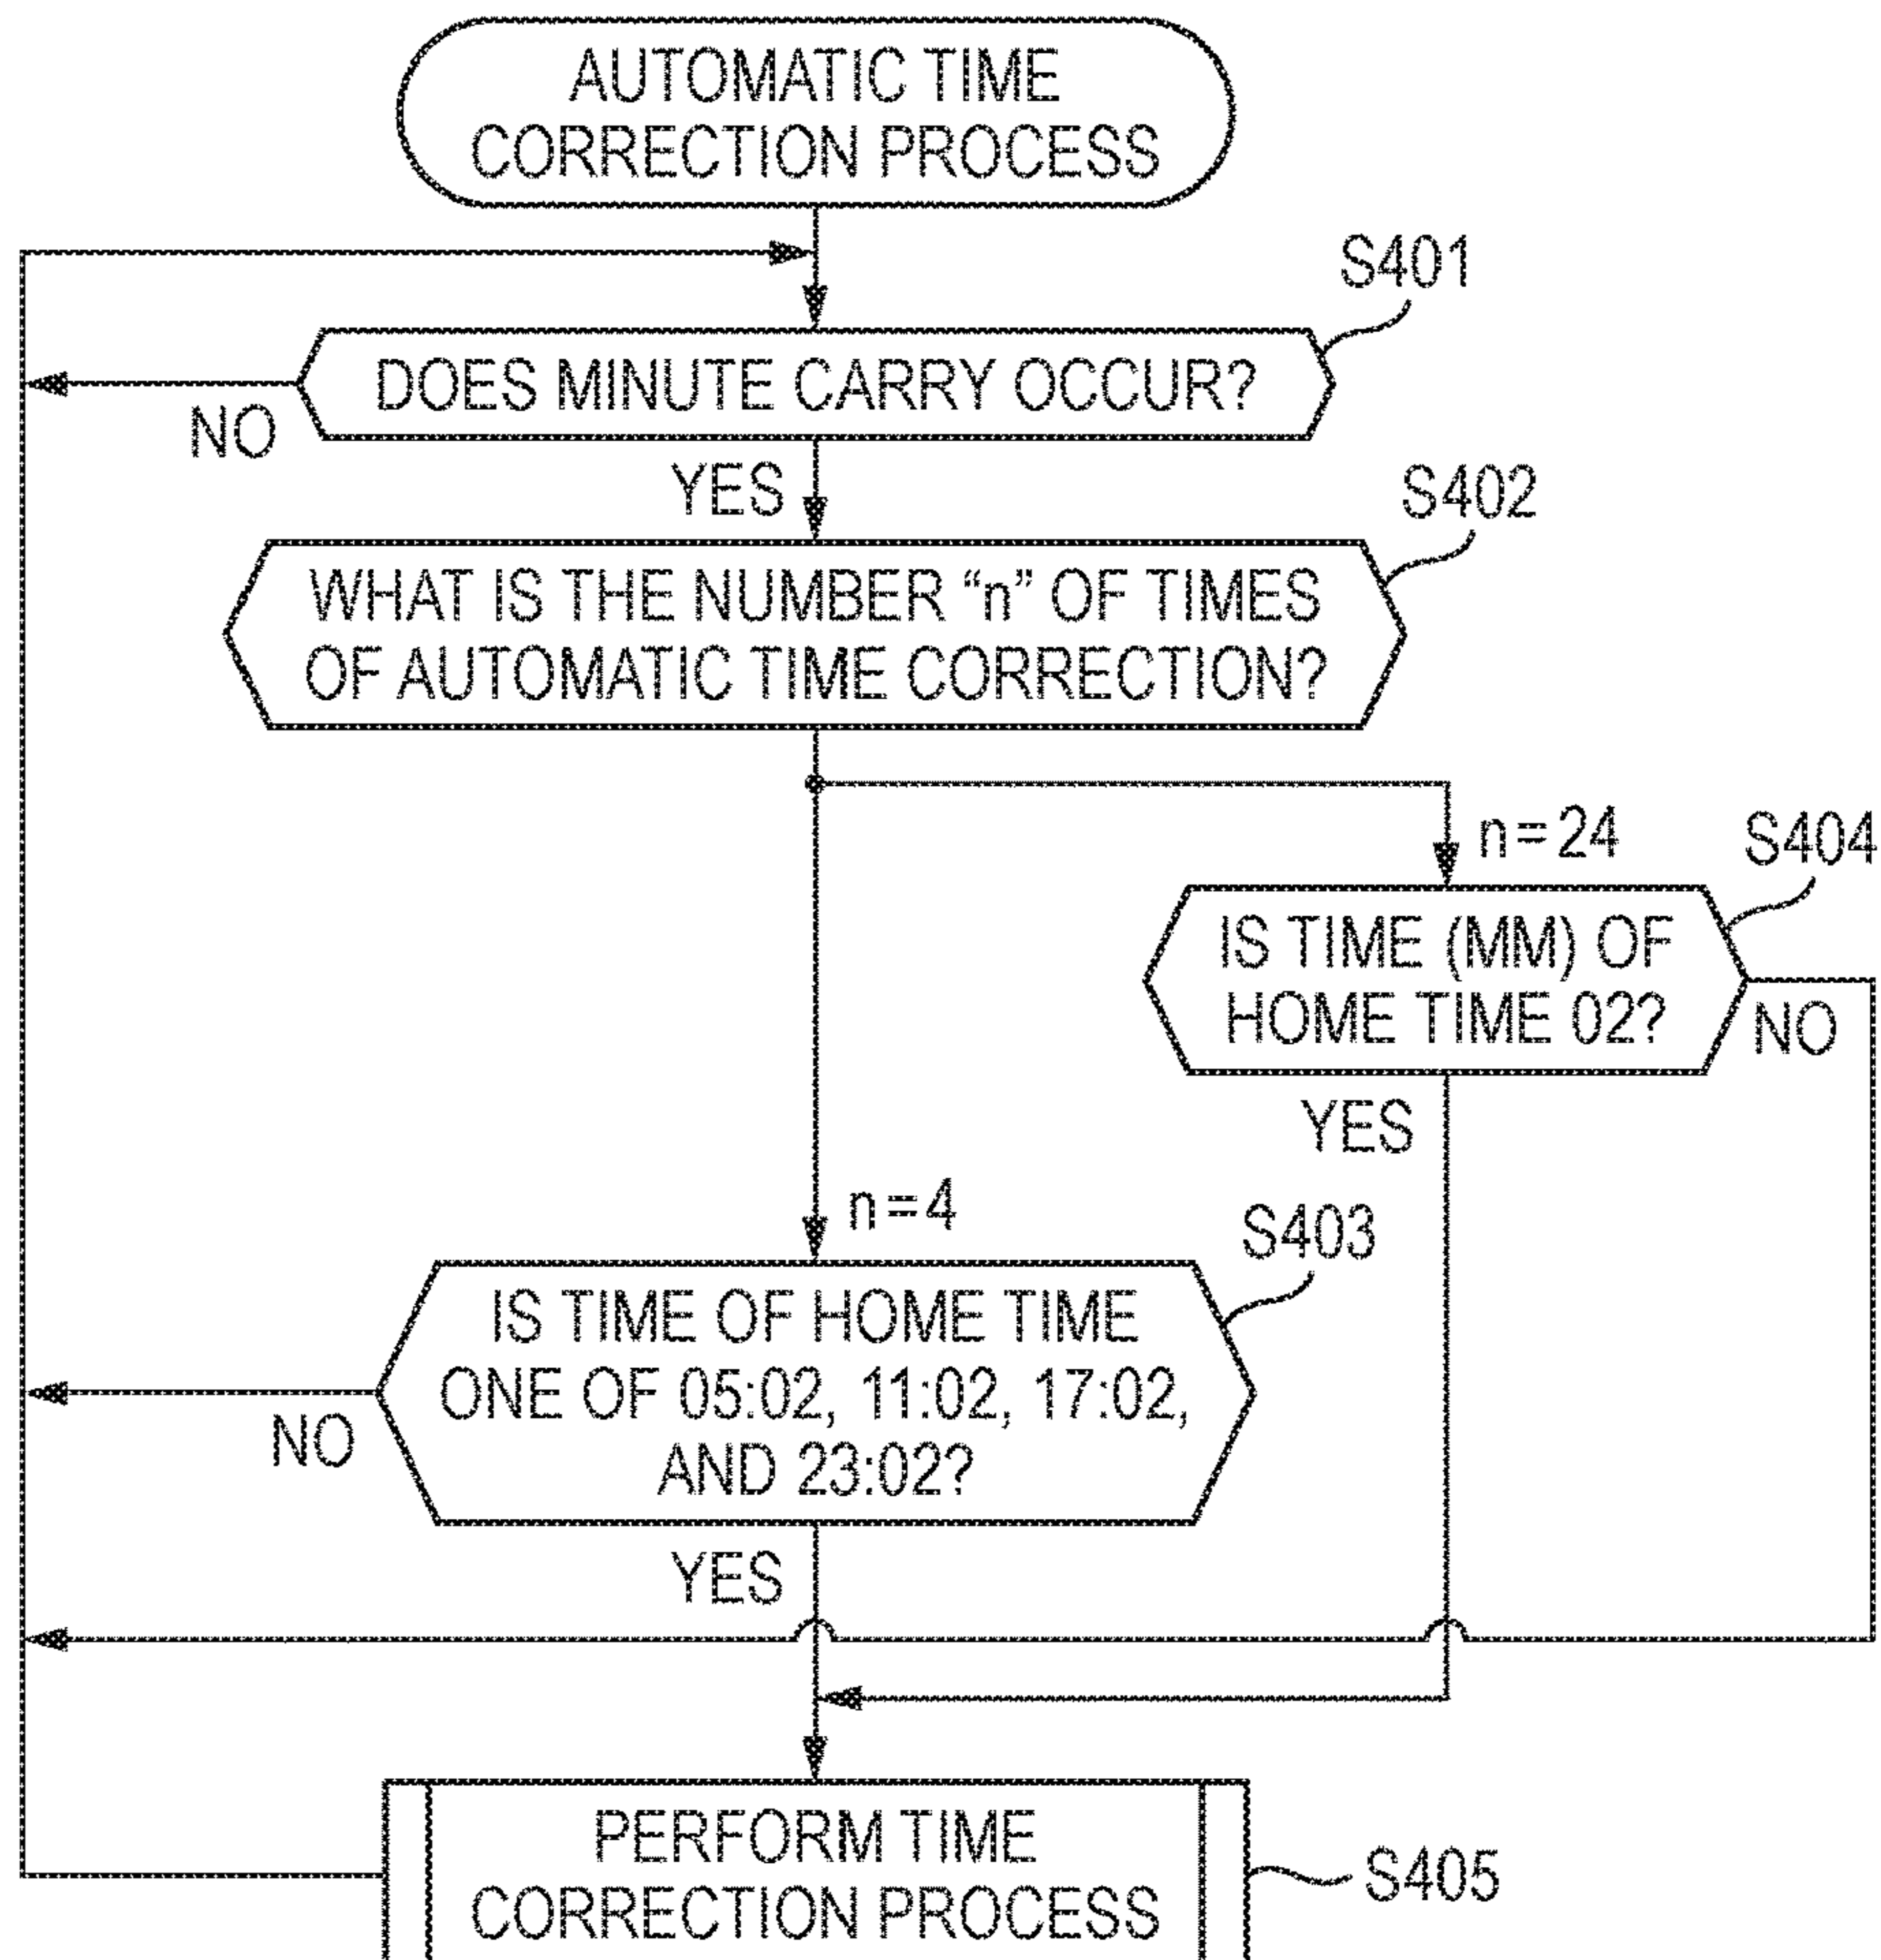 AUTOMATIC TIME
CORRECTION PROCESS
S401
DOES MINUTE CARRY OCCUR?
NO
YES
S402
WHAT IS THE NUMBER “n” OF TIMES
OF AUTOMATIC TIME CORRECTION?
n=24
S404
IS TIME (MM) OF
HOME TIME 02?
NO
YES
n=4
S403
IS TIME OF HOME TIME
ONE OF 05:02, 11:02, 17:02,
AND 23:02?
NO
YES
PERFORM TIME
CORRECTION PROCESS
S405